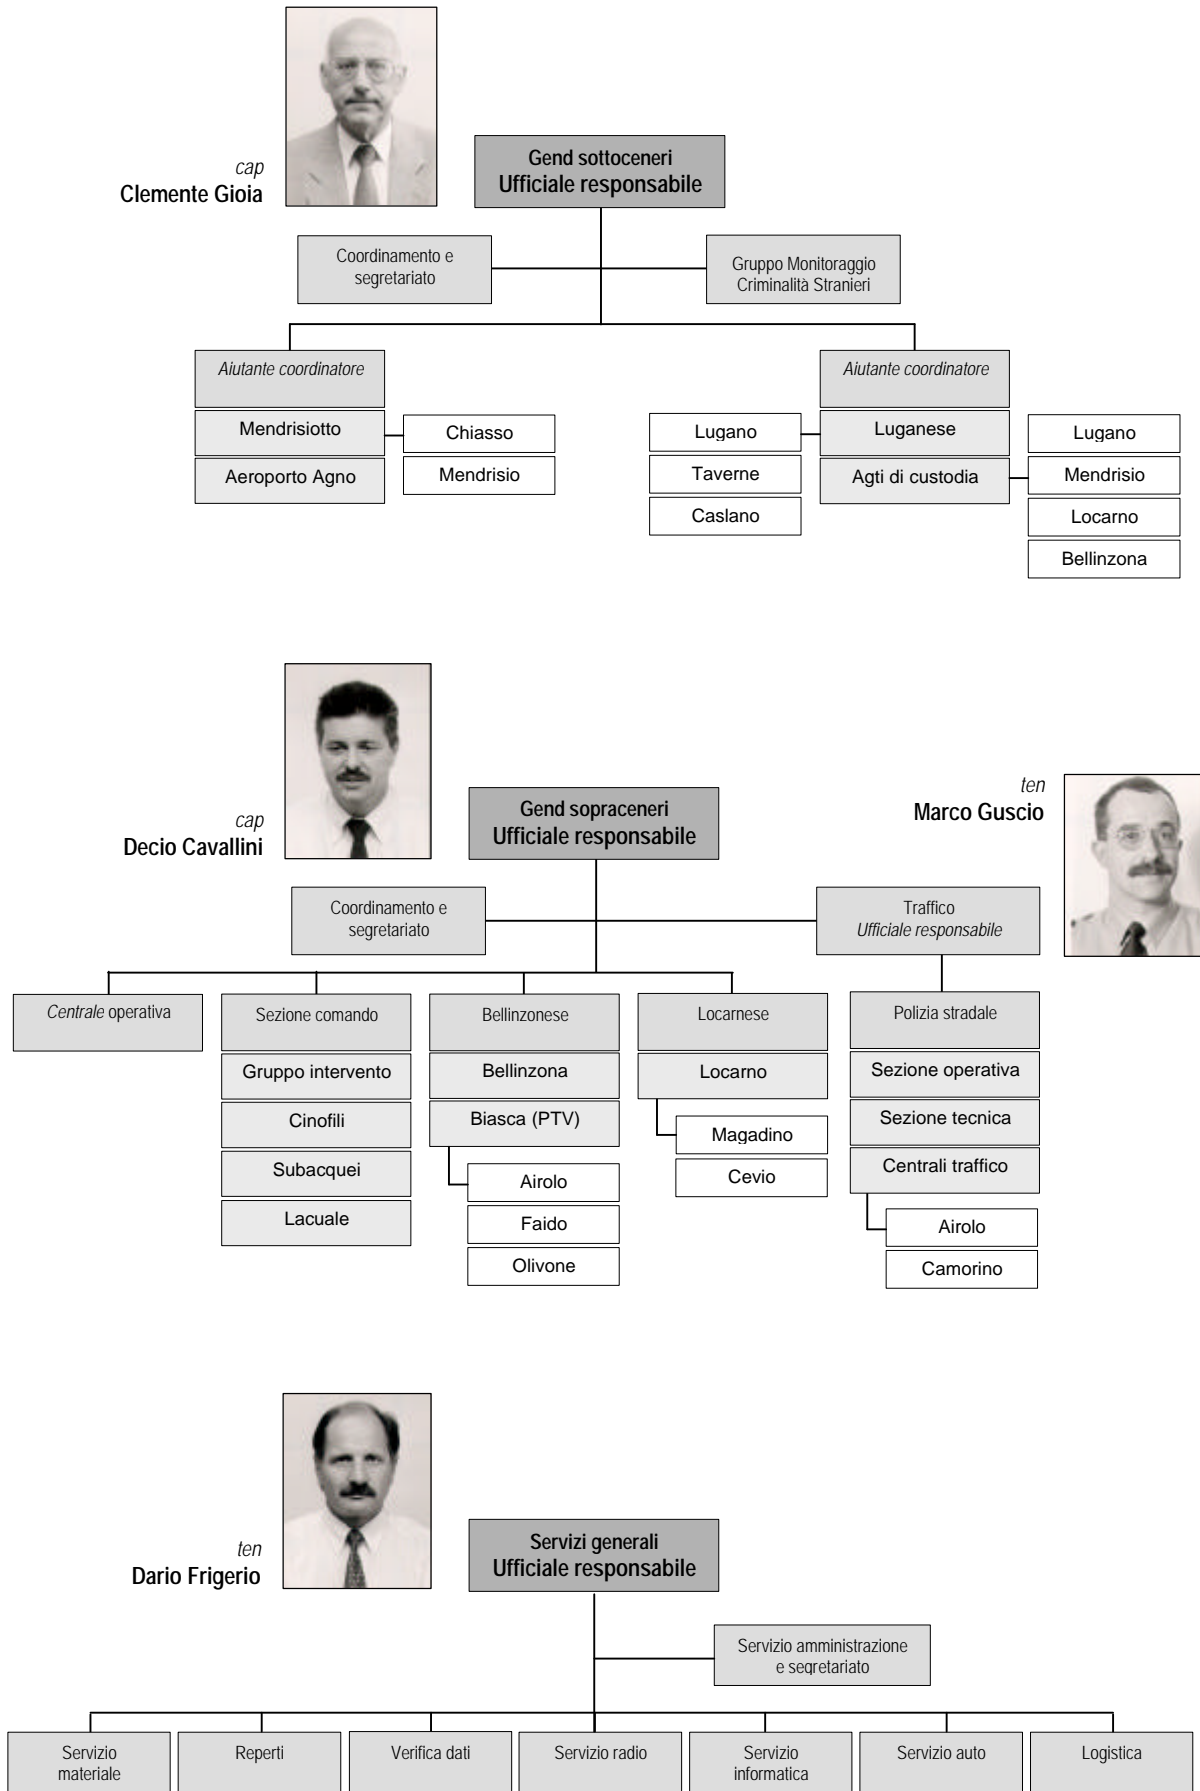 cap
Clemente Gioia
Gend sottoceneri
Ufficiale responsabile
Coordinamento e
segretariato
Gruppo Monitoraggio
Criminalità Stranieri
Aiutante coordinatore
Mendrisiotto
Aeroporto Agno
Chiasso
Mendrisio
Aiutante coordinatore
Luganese
Agti di custodia
Lugano
Taverne
Caslano
Lugano
Mendrisio
Locarno
Bellinzona
cap
Decio Cavallini
Gend sopraceneri
Ufficiale responsabile
ten
Marco Guscio
Coordinamento e
segretariato
Traffico
Ufficiale responsabile
Centrale operativa
Sezione comando
Gruppo intervento
Cinofili
Subacquei
Lacuale
Bellinzonese
Bellinzona
Biasca (PTV)
Airolo
Faido
Olivone
Locarnese
Locarno
Magadino
Cevio
Polizia stradale
Sezione operativa
Sezione tecnica
Centrali traffico
Airolo
Camorino
ten
Dario Frigerio
Servizi generali
Ufficiale responsabile
Servizio amministrazione
e segretariato
Servizio
materiale
Reperti
Verifica dati
Servizio radio
Servizio
informatica
Servizio auto
Logistica